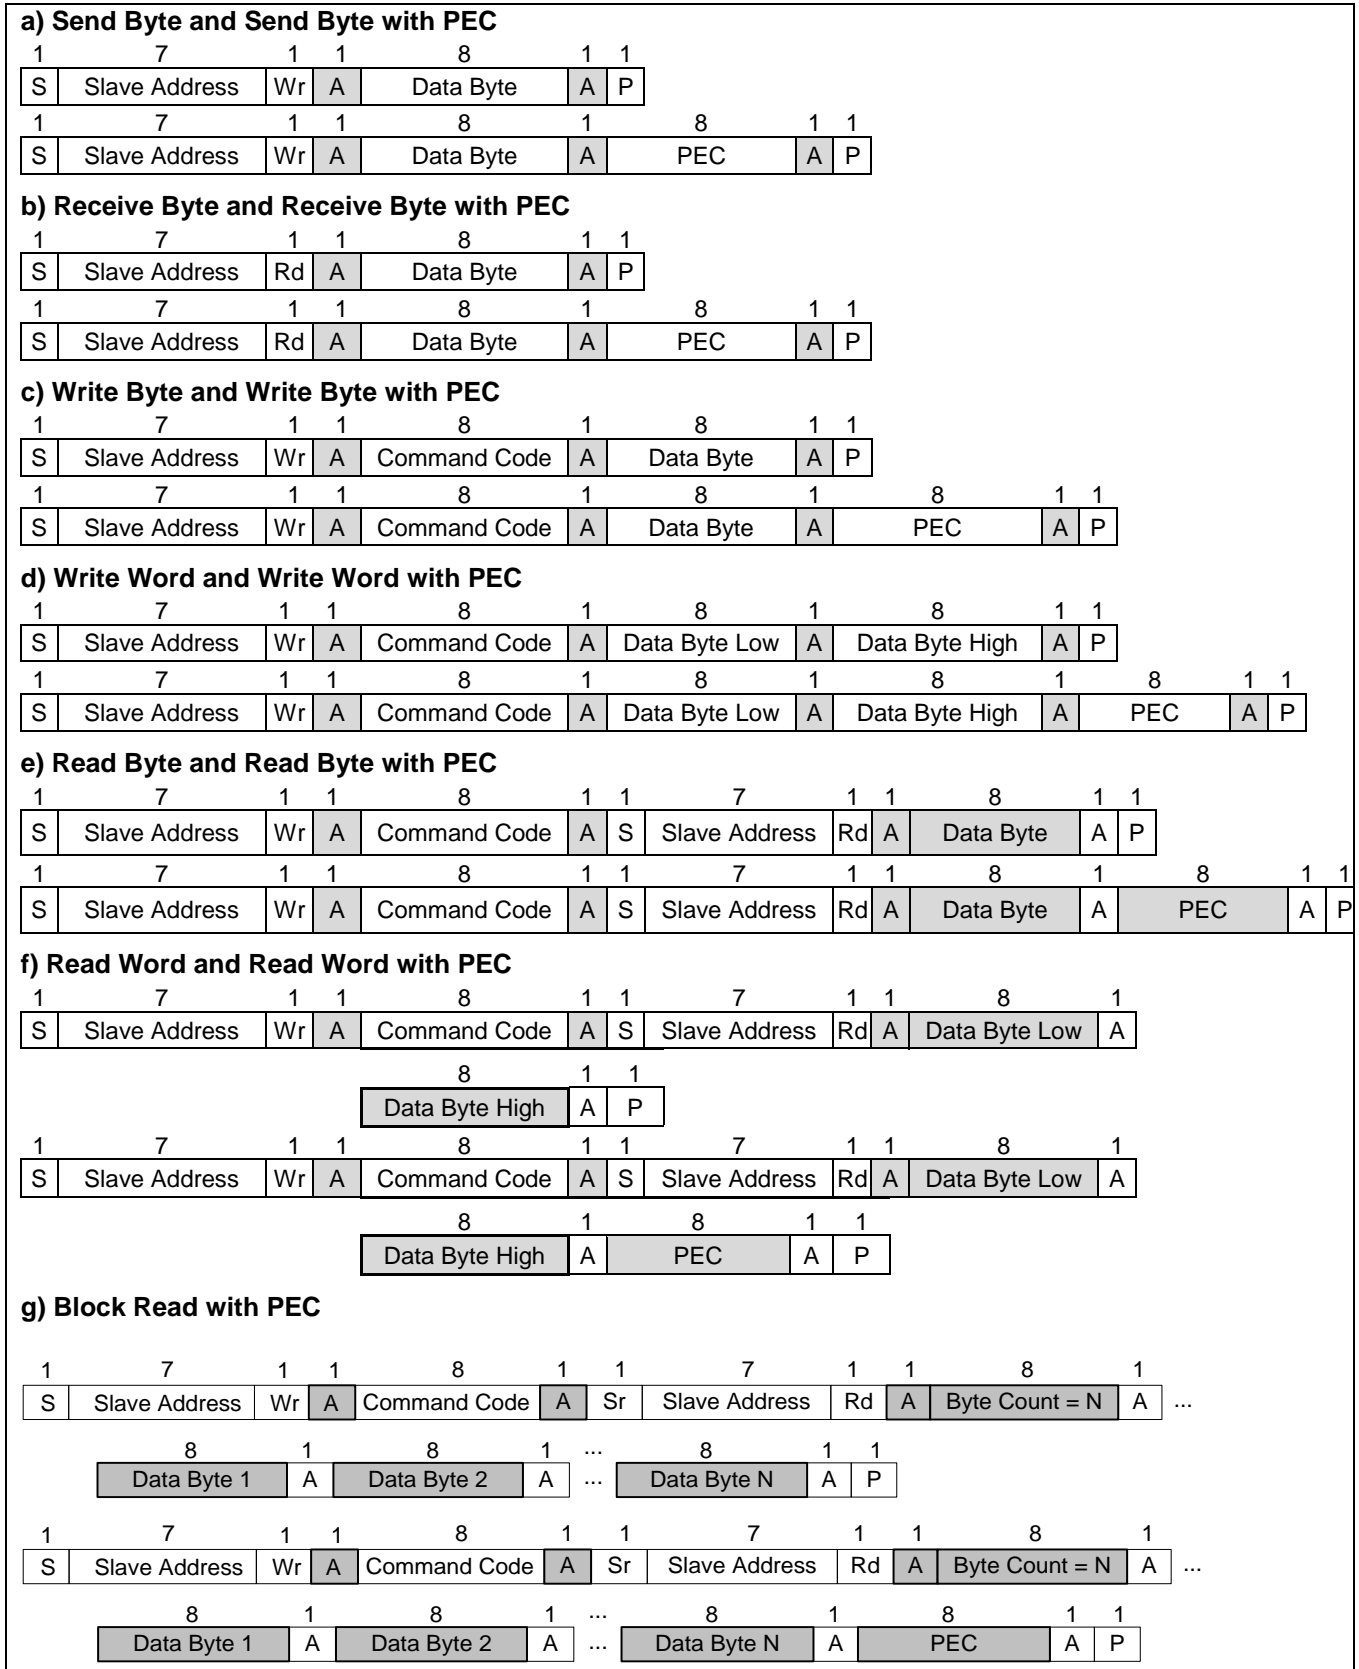 a) Send Byte and Send Byte with PEC
1 7 1 1 8 1 1
S Slave Address Wr A Data Byte A P
1 7 1 1 8 1 8 1 1
S Slave Address Wr A Data Byte A PEC A P
b) Receive Byte and Receive Byte with PEC
1 7 1 1 8 1 1
S Slave Address Rd A Data Byte A P
1 7 1 1 8 1 8 1 1
S Slave Address Rd A Data Byte A PEC A P
c) Write Byte and Write Byte with PEC
1 7 1 1 8 1 8 1 1
S Slave Address Wr A Command Code A Data Byte A P
1 7 1 1 8 1 8 1 8 1 1
S Slave Address Wr A Command Code A Data Byte A PEC A P
d) Write Word and Write Word with PEC
1 7 1 1 8 1 8 1 8 1 1
S Slave Address Wr A Command Code A Data Byte Low A Data Byte High A P
1 7 1 1 8 1 8 1 8 1 8 1 1
S Slave Address Wr A Command Code A Data Byte Low A Data Byte High A PEC A P
e) Read Byte and Read Byte with PEC
1 7 1 1 8 1 1 7 1 1 8 1 1
S Slave Address Wr A Command Code A S Slave Address Rd A Data Byte A P
1 7 1 1 8 1 1 7 1 1 8 1 8 1 1
S Slave Address Wr A Command Code A S Slave Address Rd A Data Byte A PEC A P
f) Read Word and Read Word with PEC
1 7 1 1 8 1 1 7 1 1 8 1
S Slave Address Wr A Command Code A S Slave Address Rd A Data Byte Low A
8 1 1
Data Byte High A P
1 7 1 1 8 1 1 7 1 1 8 1
S Slave Address Wr A Command Code A S Slave Address Rd A Data Byte Low A
8 1 8 1 1
Data Byte High A PEC A P
g) Block Read with PEC
1 7 1 1 8 1 1 7 1 1 8 1
S Slave Address Wr A Command Code A Sr Slave Address Rd A Byte Count = N A ...
8 1 8 1 ... 8 1 1
Data Byte 1 A Data Byte 2 A ... Data Byte N A P
1 7 1 1 8 1 1 7 1 1 8 1
S Slave Address Wr A Command Code A Sr Slave Address Rd A Byte Count = N A ...
8 1 8 1 ... 8 1 8 1 1
Data Byte 1 A Data Byte 2 A ... Data Byte N A PEC A P